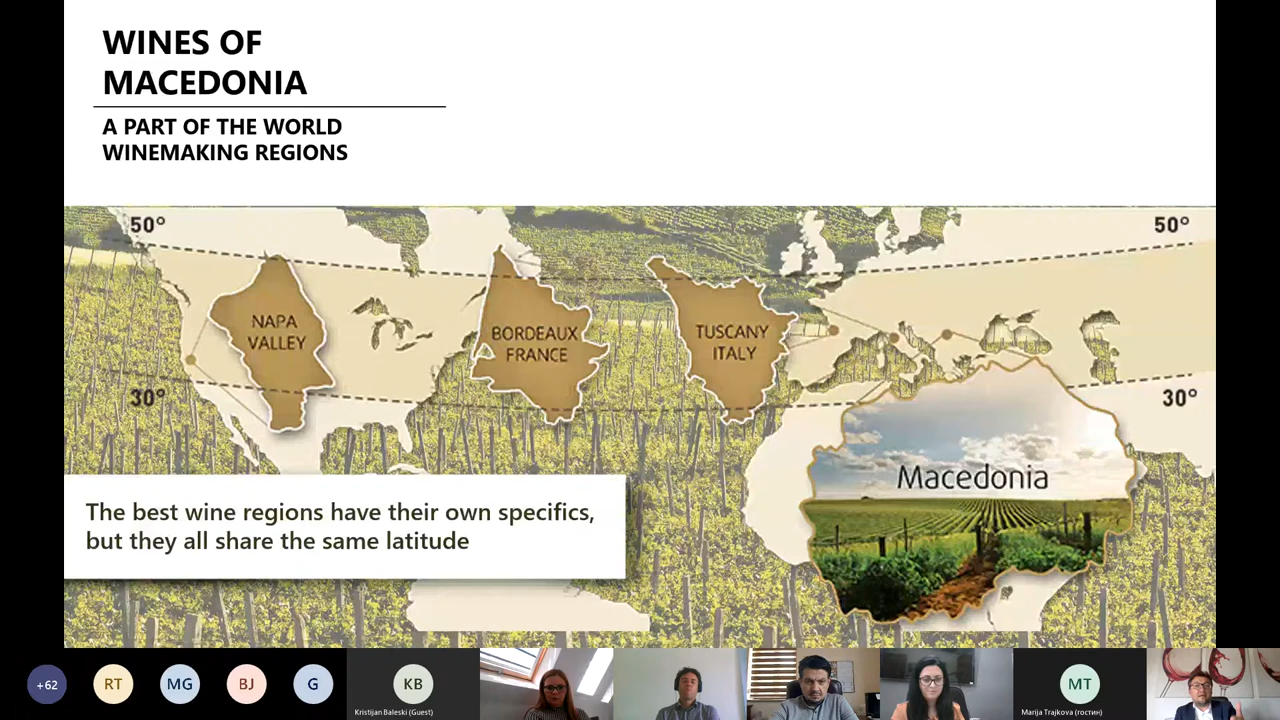 WINES OF
MACEDONIA
A PART OF THE WORLD
WINEMAKING REGIONS
50°
50°
NAPA
VALLEY
BORDEAUX
FRANCE
TUSCANY
ITALY
30°
30°
Macedonia
The best wine regions have their own specifics,
but they all share the same latitude
+62
RT
MG
BJ
G
KB
Kristijan Baleski (Guest)
MT
Marija Trajkova (гостин)